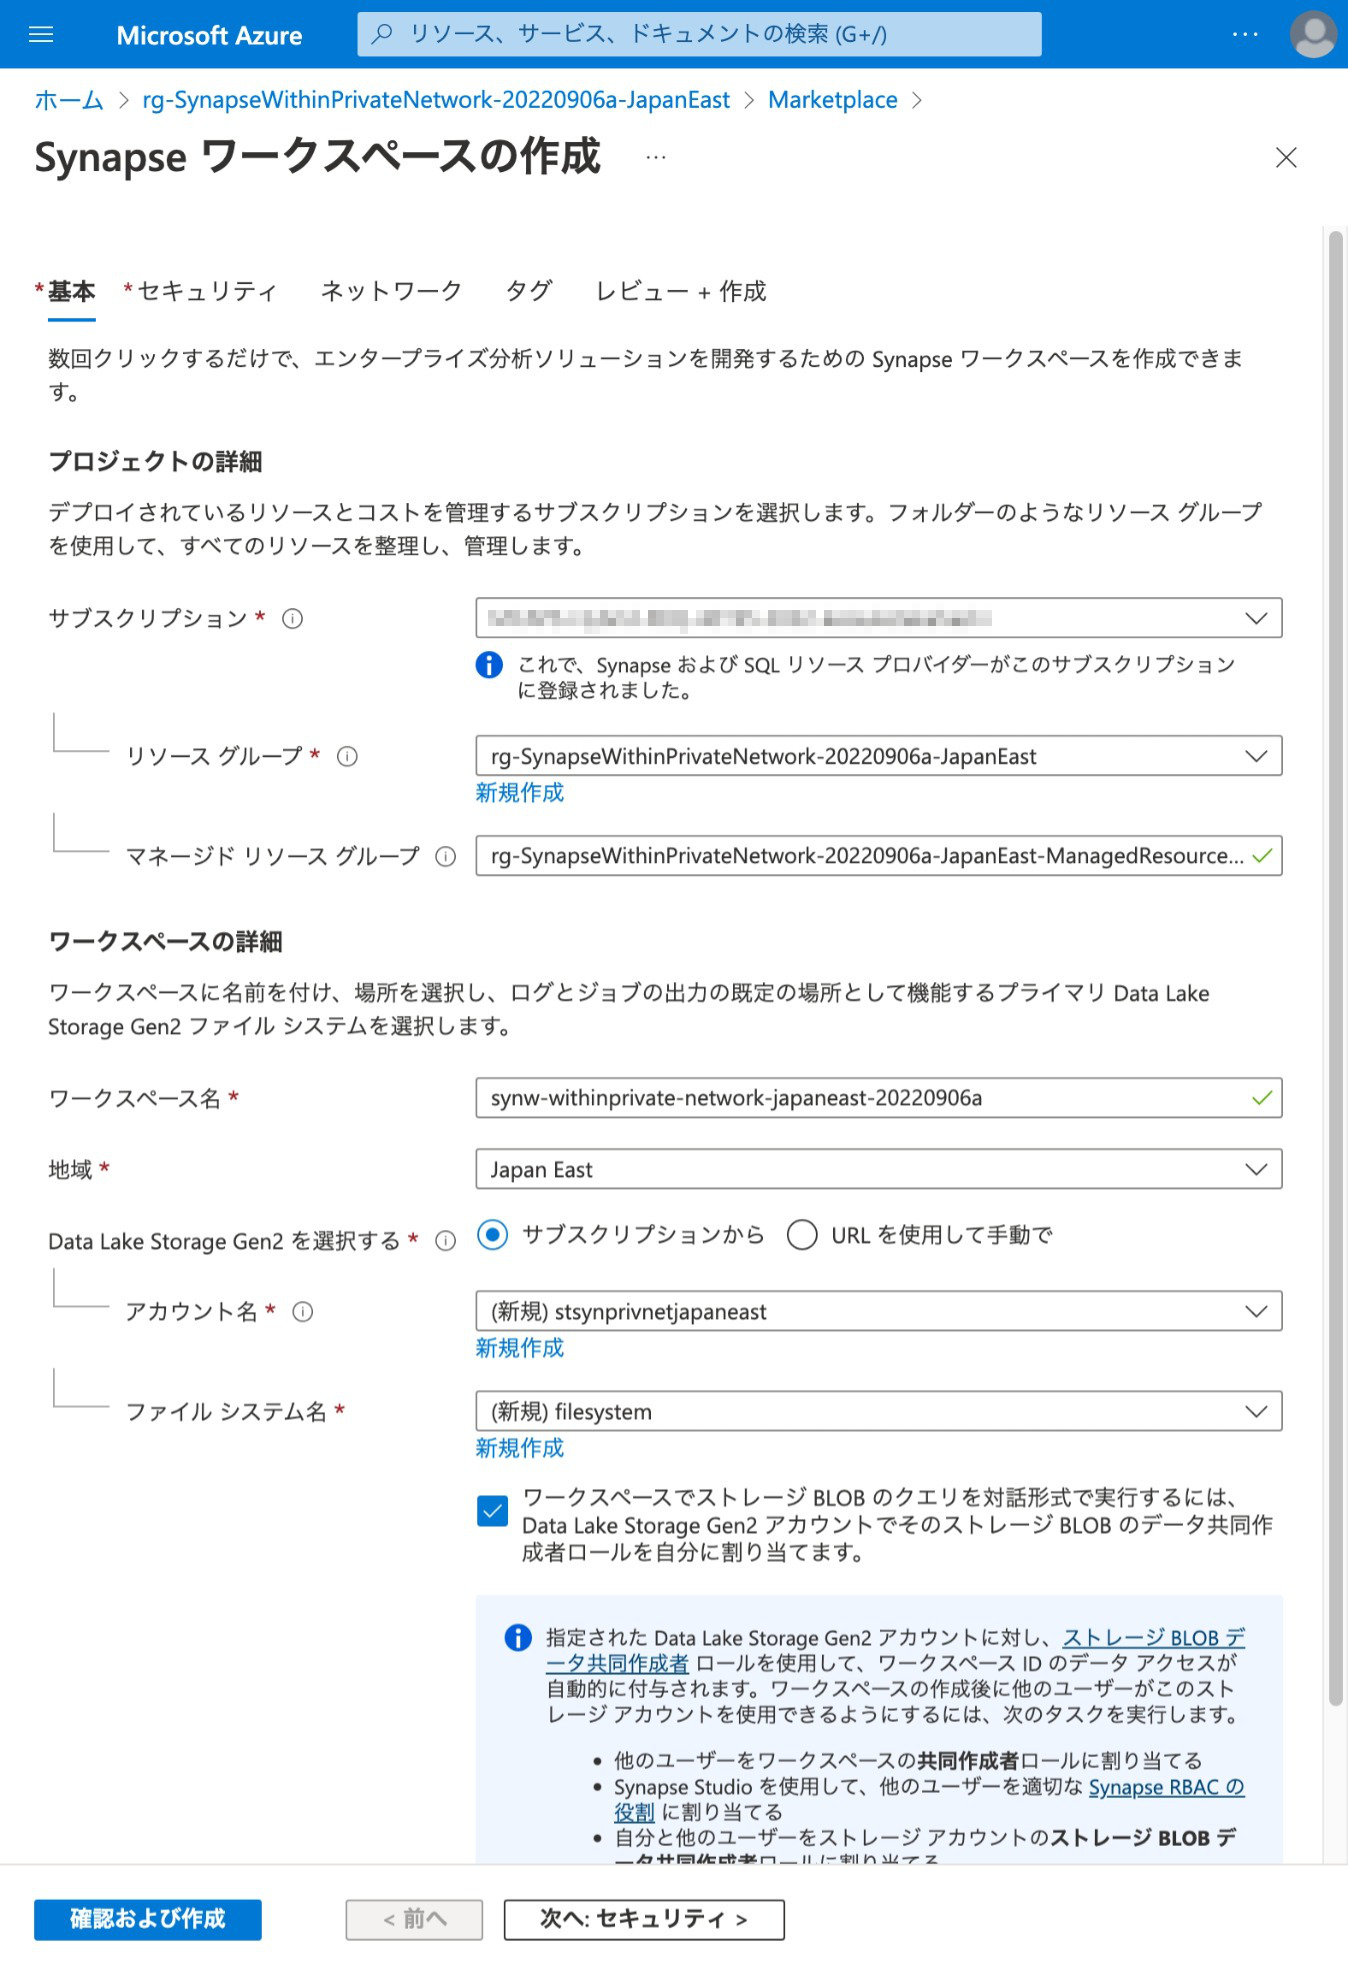 Microsoft Azure
リソース、サービス、ドキュメントの検索 (G+/)
ホーム > rg-SynapseWithinPrivateNetwork-20220906a-JapanEast > Marketplace >
Synapse ワークスペースの作成 ...
*基本 *セキュリティ ネットワーク タグ レビュー + 作成
数回クリックするだけで、エンタープライズ分析ソリューションを開発するための Synapse ワークスペースを作成できま
す。
プロジェクトの詳細
デプロイされているリソースとコストを管理するサブスクリプションを選択します。フォルダーのようなリソース グループ
を使用して、すべてのリソースを整理し、管理します。
サブスクリプション *
これで、Synapse および SQL リソース プロバイダーがこのサブスクリプション
に登録されました。
リソース グループ * rg-SynapseWithinPrivateNetwork-20220906a-JapanEast
新規作成
マネージド リソース グループ rg-SynapseWithinPrivateNetwork-20220906a-JapanEast-ManagedResource...
ワークスペースの詳細
ワークスペースに名前を付け、場所を選択し、ログとジョブの出力の既定の場所として機能するプライマリ Data Lake
Storage Gen2 ファイル システムを選択します。
ワークスペース名 * synw-withinprivate-network-japaneast-20220906a
地域 * Japan East
Data Lake Storage Gen2 を選択する * サブスクリプションから URL を使用して手動で
アカウント名 * (新規) stsynprivnetjapaneast
新規作成
ファイル システム名 * (新規) filesystem
新規作成
ワークスペースでストレージ BLOB のクエリを対話形式で実行するには、
Data Lake Storage Gen2 アカウントでそのストレージ BLOB のデータ共同作
成者ロールを自分に割り当てます。
指定された Data Lake Storage Gen2 アカウントに対し、ストレージ BLOB デ
ータ共同作成者 ロールを使用して、ワークスペース ID のデータ アクセスが
自動的に付与されます。ワークスペースの作成後に他のユーザーがこのスト
レージ アカウントを使用できるようにするには、次のタスクを実行します。
• 他のユーザーをワークスペースの共同作成者ロールに割り当てる
• Synapse Studio を使用して、他のユーザーを適切な Synapse RBAC の
役割 に割り当てる
• 自分と他のユーザーをストレージ アカウントのストレージ BLOB デ
ータ共同作成者ロールに割り当てる
確認および作成 < 前へ 次へ: セキュリティ >